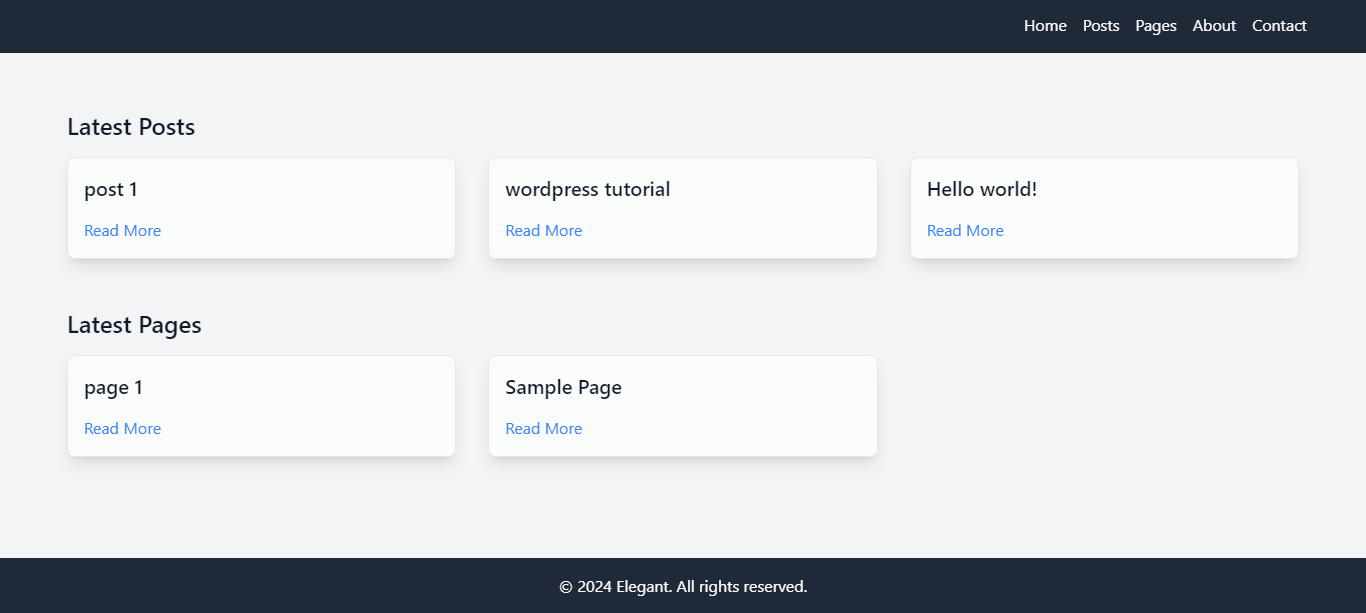 Home Posts Pages About Contact
Latest Posts
post 1
Read More
wordpress tutorial
Read More
Hello world!
Read More
Latest Pages
page 1
Read More
Sample Page
Read More
© 2024 Elegant. All rights reserved.